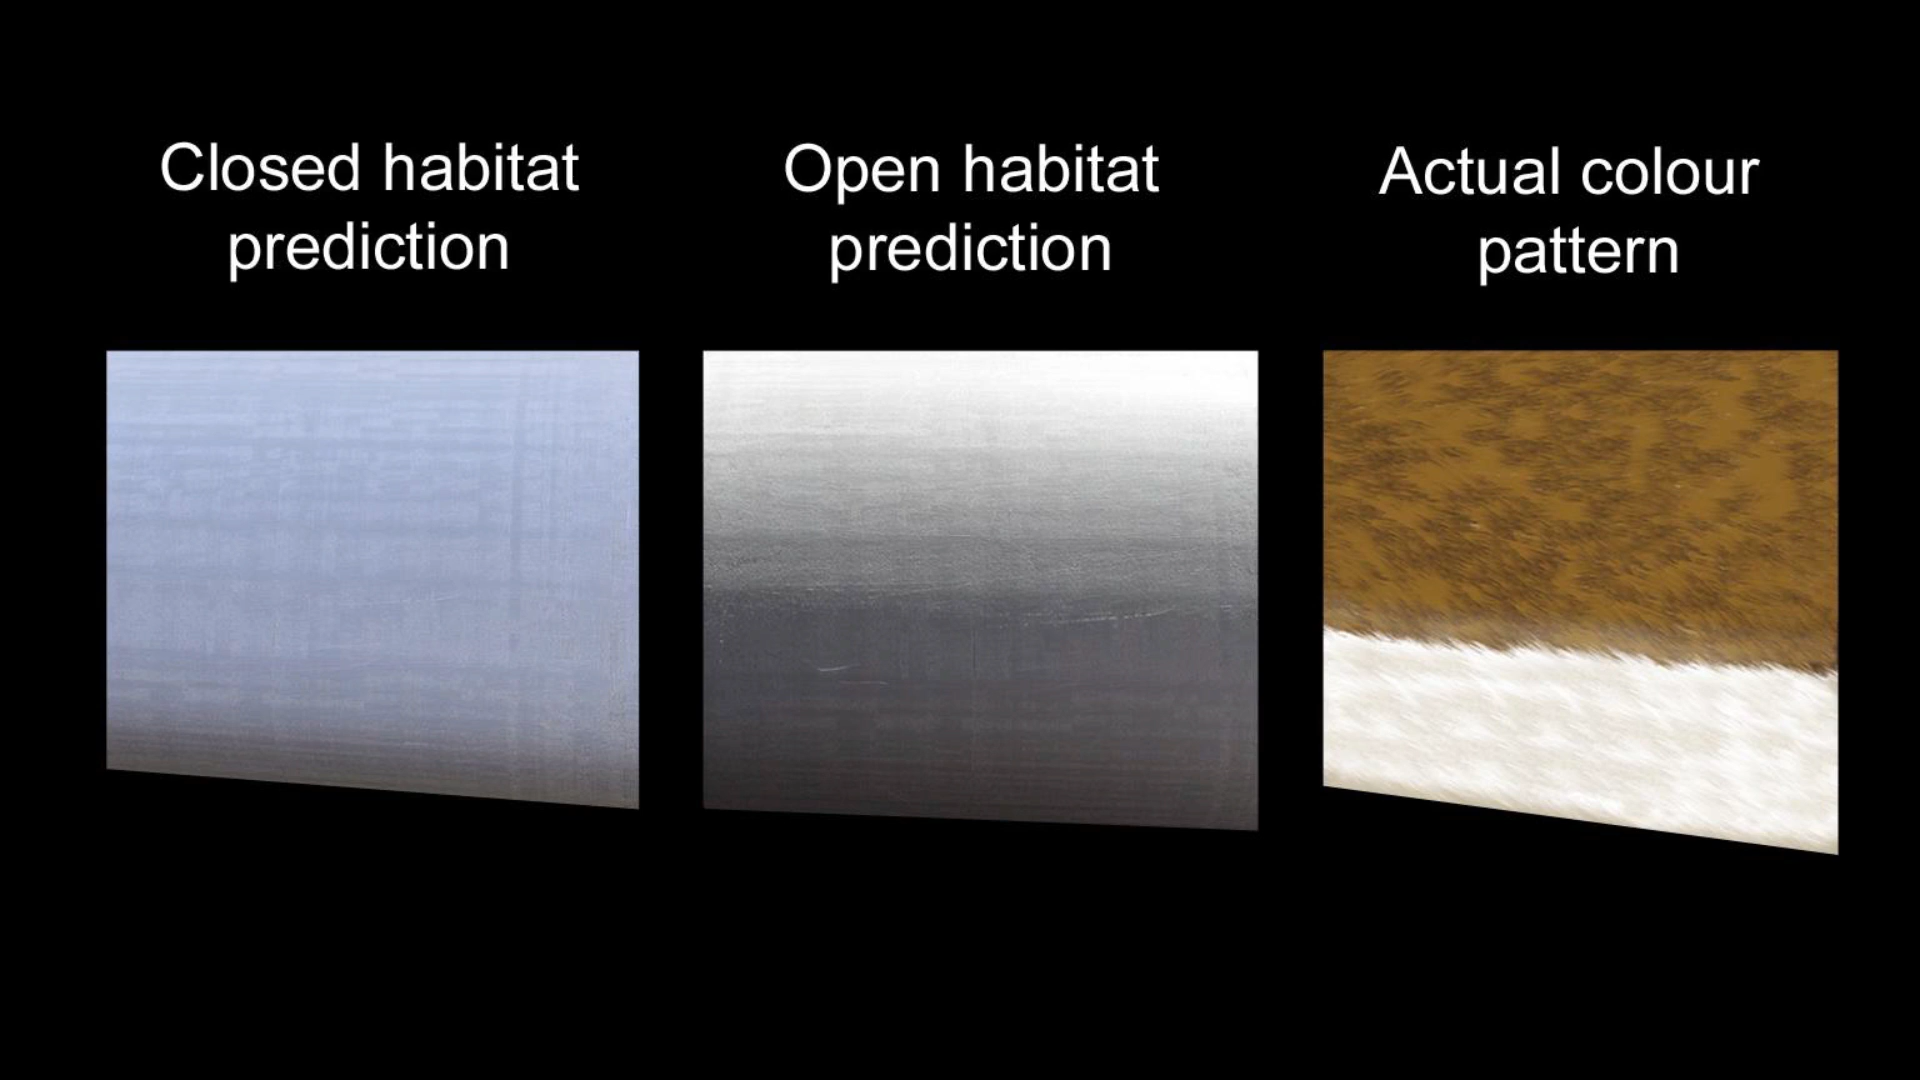 Closed habitat
prediction
Open habitat
prediction
Actual colour
pattern